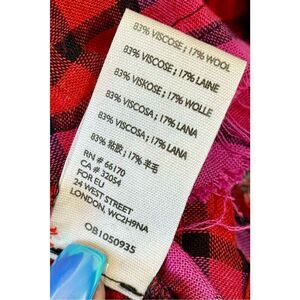 83% VISCOSE ; 17% WOOL
83% VISCOSE ; 17% LAINE
83% VISKOSE ; 17% WOLLE
83% VISCOSA ; 17% LANA
83% VISCOSA ; 17% LANA
83% 粘胶 ; 17% 羊毛
RN # 66170
CA # 32054
FOR EU
24 WEST STREET
LONDON. WC2H9NA
OB1050935